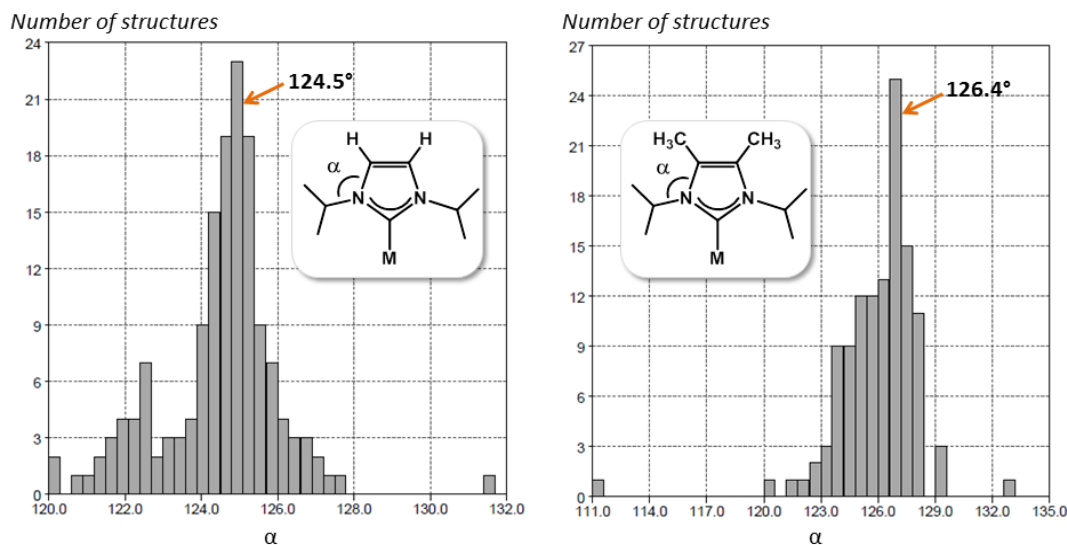 Number of structures
24
21
18
15
12
9
6
3
0
120.0 122.0 124.0 126.0 128.0 130.0 132.0
α
124.5°
H H
α
N N
M
Number of structures
27
24
21
18
15
12
9
6
3
0
111.0 114.0 117.0 120.0 123.0 126.0 129.0 132.0 135.0
α
126.4°
H₃C CH₃
α
N N
M